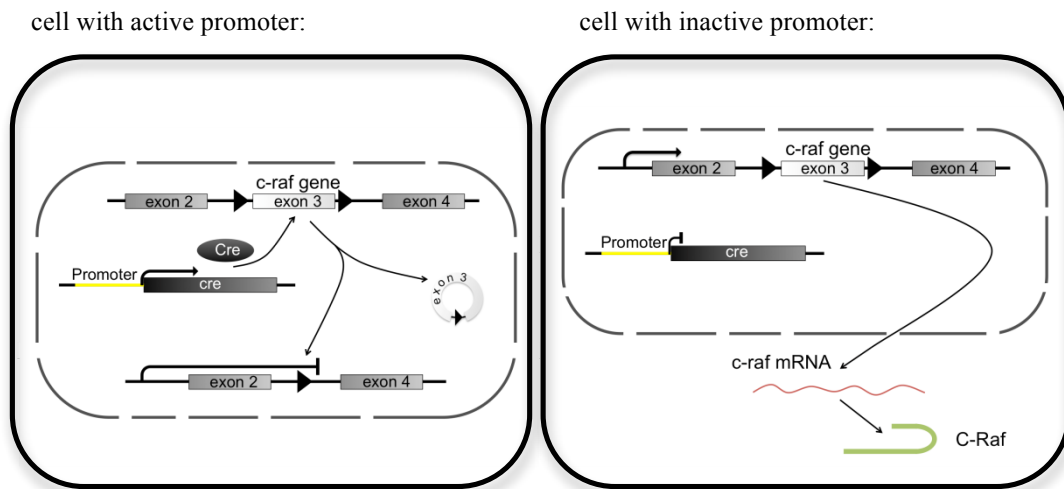 cell with active promoter:
c-raf gene
exon 2
exon 3
exon 4
Cre
Promoter
cre
exon 3
exon 2
exon 4
cell with inactive promoter:
c-raf gene
exon 2
exon 3
exon 4
Promoter
cre
c-raf mRNA
C-Raf